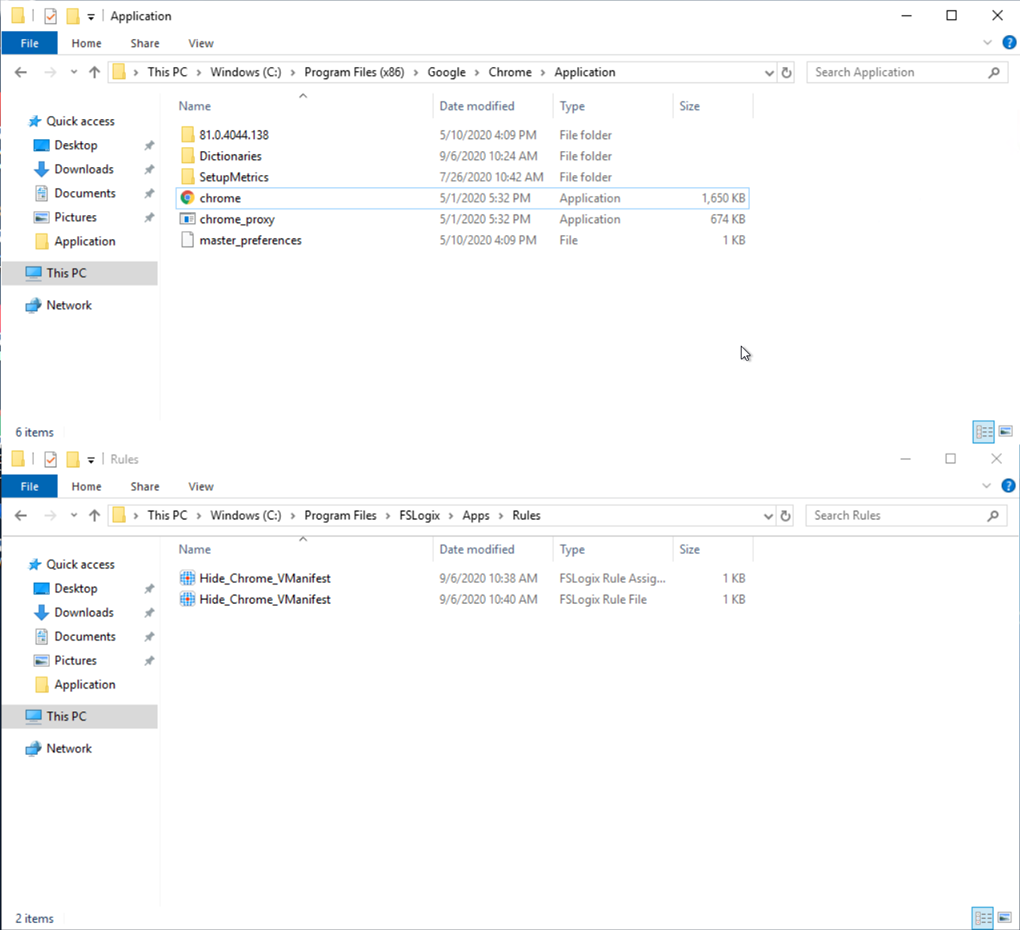 Application
File Home Share View
This PC Windows (C:) Program Files (x86) Google Chrome Application Search Application
Name Date modified Type Size
Quick access
Desktop
Downloads
Documents
Pictures
Application
This PC
Network
81.0.4044.138 5/10/2020 4:09 PM File folder
Dictionaries 9/6/2020 10:24 AM File folder
SetupMetrics 7/26/2020 10:42 AM File folder
chrome 5/1/2020 5:32 PM Application 1,650 KB
chrome_proxy 5/1/2020 5:32 PM Application 674 KB
master_preferences 5/10/2020 4:09 PM File 1 KB
6 items
Rules
File Home Share View
This PC Windows (C:) Program Files FSLogix Apps Rules Search Rules
Name Date modified Type Size
Quick access
Desktop
Downloads
Documents
Pictures
Application
This PC
Network
Hide_Chrome_VManifest 9/6/2020 10:38 AM FSLogix Rule Assig... 1 KB
Hide_Chrome_VManifest 9/6/2020 10:40 AM FSLogix Rule File 1 KB
2 items